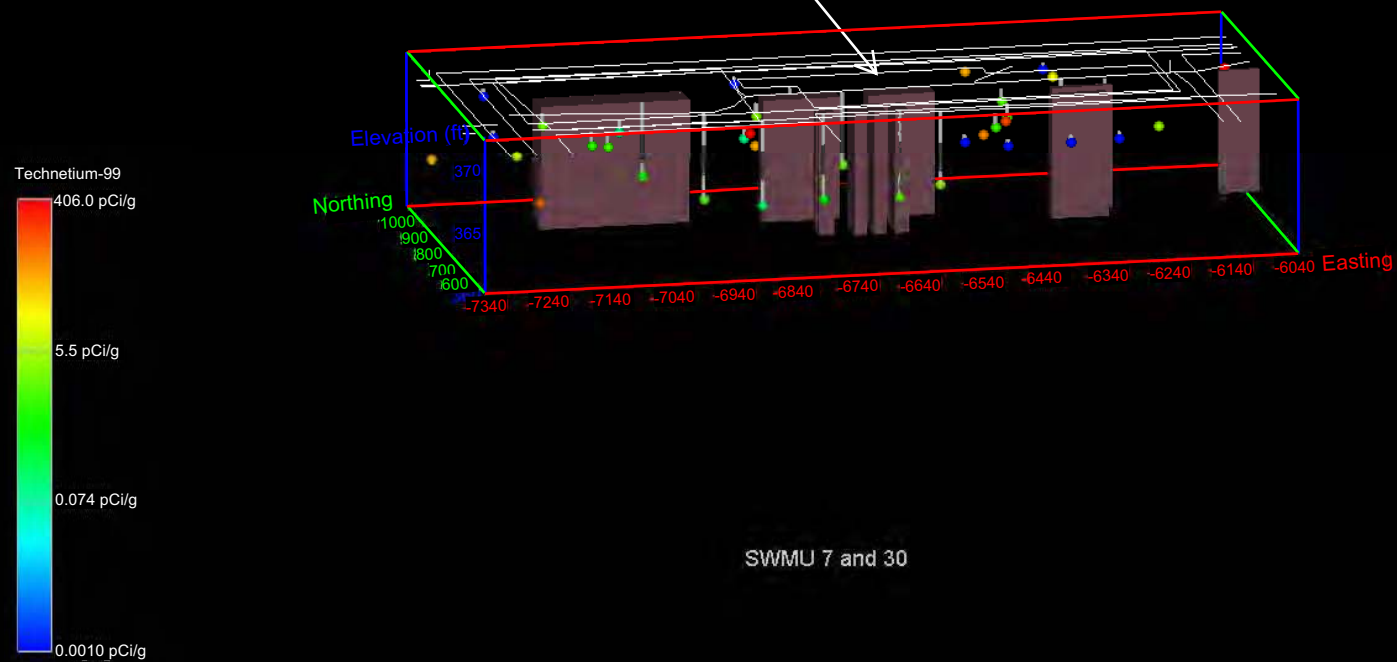 Elevation (ft)
370
365
Northing
1000
900
800
700
600
-7340 -7240 -7140 -7040 -6940 -6840 -6740 -6640 -6540 -6440 -6340 -6240 -6140 -6040 Easting
Technetium-99
406.0 pCi/g
5.5 pCi/g
0.074 pCi/g
0.0010 pCi/g
SWMU 7 and 30